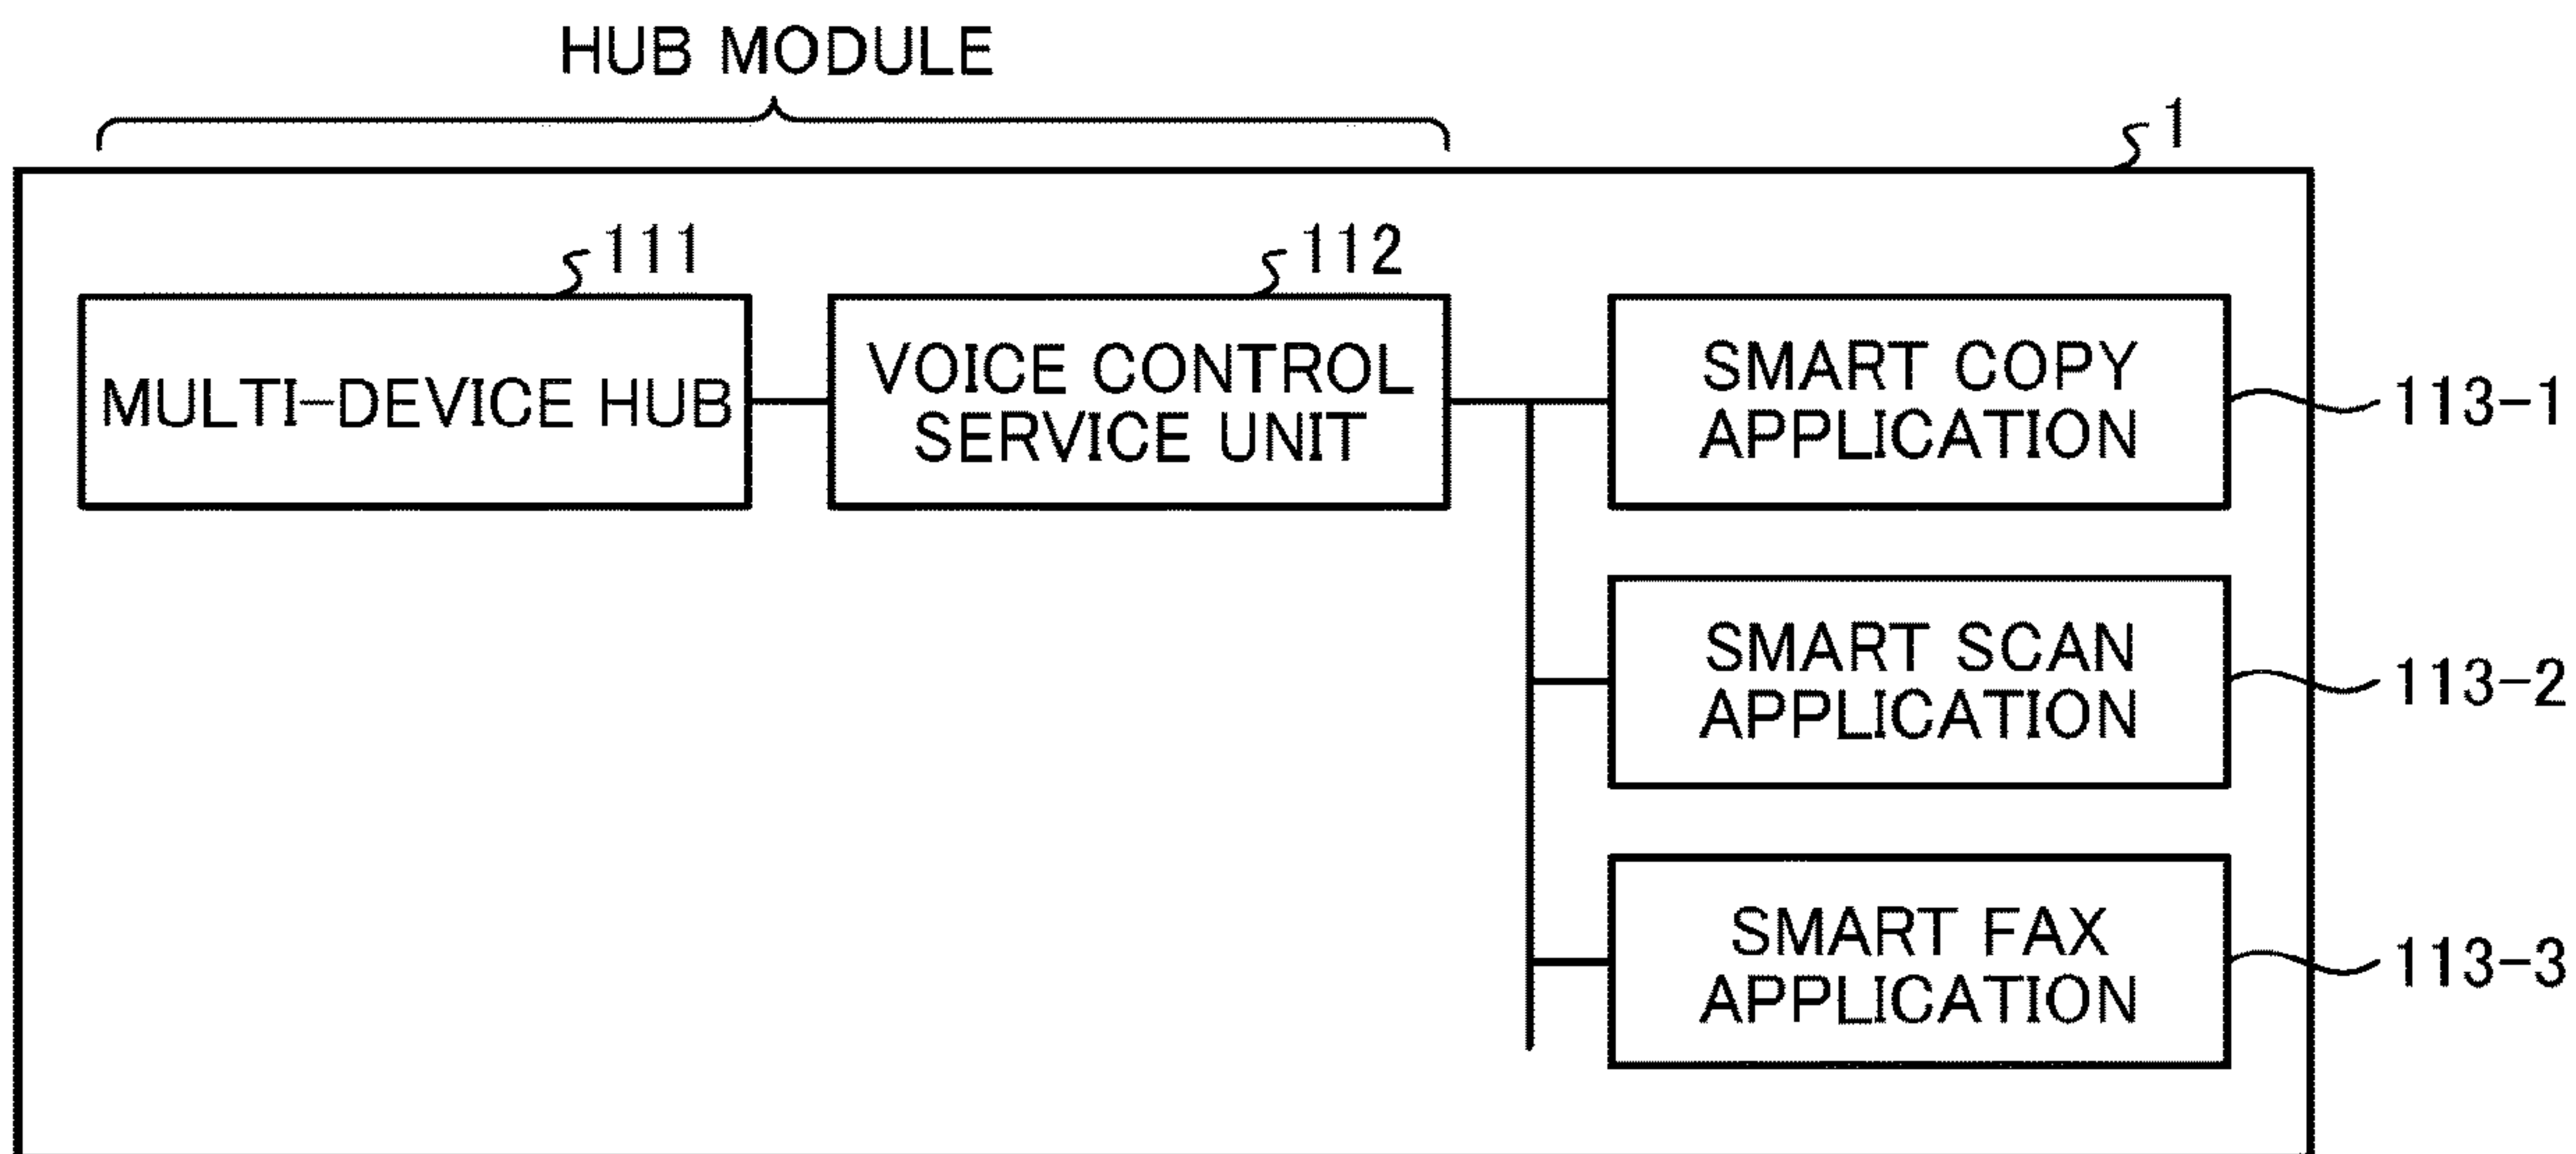 HUB MODULE
1
111
112
MULTI-DEVICE HUB
VOICE CONTROL
SERVICE UNIT
SMART COPY
APPLICATION
113-1
SMART SCAN
APPLICATION
113-2
SMART FAX
APPLICATION
113-3